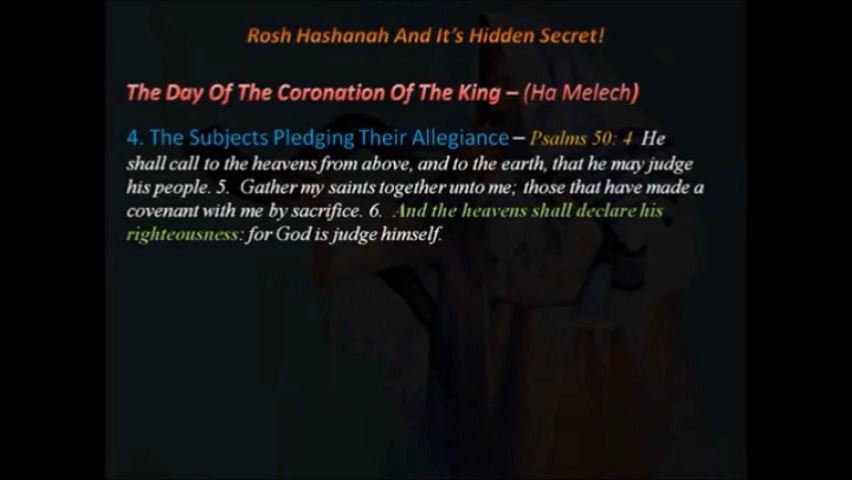 Rosh Hashanah And It's Hidden Secret!
The Day Of The Coronation Of The King – (Ha Melech)
4. The Subjects Pledging Their Allegiance – Psalms 50: 4 He
shall call to the heavens from above, and to the earth, that he may judge
his people. 5. Gather my saints together unto me; those that have made a
covenant with me by sacrifice. 6. And the heavens shall declare his
righteousness: for God is judge himself.